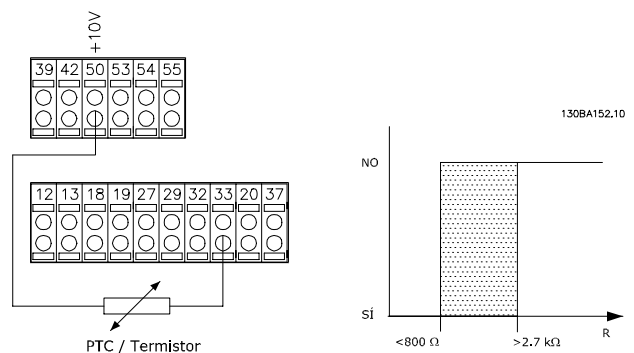 +10V
39 42 50 53 54 55
130BA152.10
NO
12 13 18 19 27 29 32 33 20 37
SÍ
<800 Ω >2.7 kΩ R
PTC / Termistor